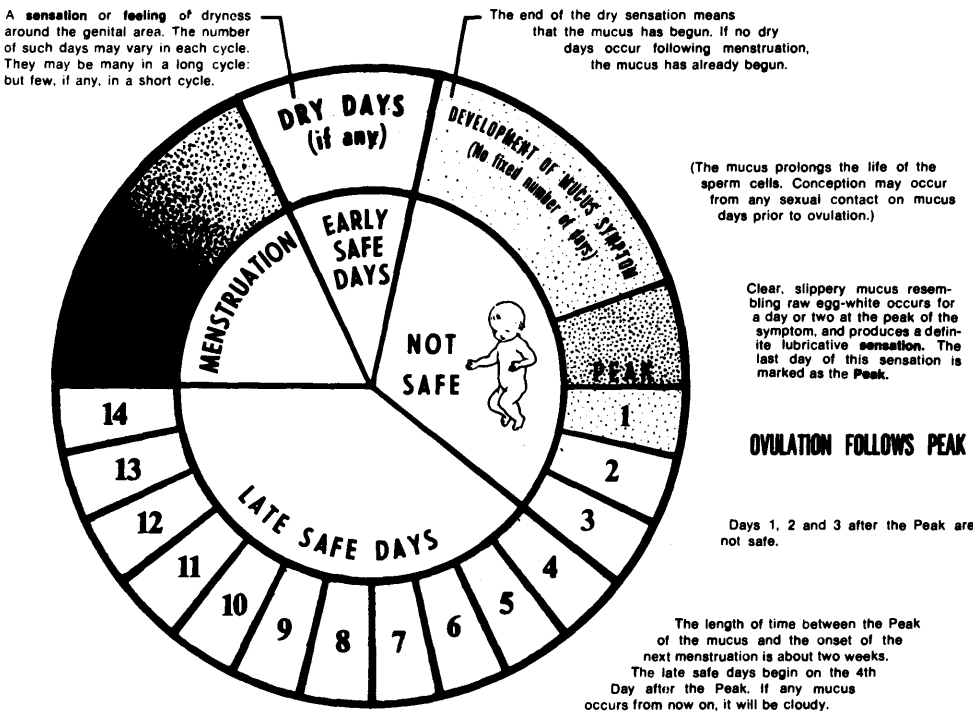 A sensation or feeling of dryness
around the genital area. The number
of such days may vary in each cycle.
They may be many in a long cycle:
but few, if any, in a short cycle.
The end of the dry sensation means
that the mucus has begun. If no dry
days occur following menstruation,
the mucus has already begun.
DRY DAYS
(if any)
DEVELOPMENT OF MUCUS SYMPTOM
(No fixed number of days)
(The mucus prolongs the life of the
sperm cells. Conception may occur
from any sexual contact on mucus
days prior to ovulation.)
EARLY
SAFE
DAYS
MENSTRUATION
NOT
SAFE
Clear, slippery mucus resem-
bling raw egg-white occurs for
a day or two at the peak of the
symptom, and produces a defin-
ite lubricative sensation. The
last day of this sensation is
marked as the Peak.
PEAK
1
2
3
4
5
6
7
8
9
10
11
12
13
14
LATE SAFE DAYS
OVULATION FOLLOWS PEAK
Days 1, 2 and 3 after the Peak are
not safe.
The length of time between the Peak
of the mucus and the onset of the
next menstruation is about two weeks.
The late safe days begin on the 4th
Day after the Peak. If any mucus
occurs from now on, it will be cloudy.